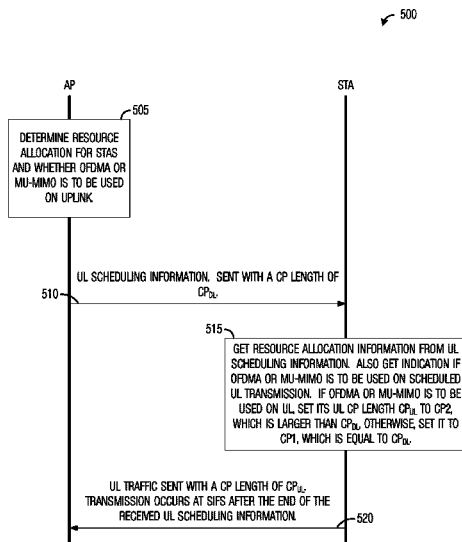 500
AP
STA
505
DETERMINE RESOURCE
ALLOCATION FOR STAS
AND WHETHER OFDMA OR
MU-MIMO IS TO BE USED
ON UPLINK.
UL SCHEDULING INFORMATION. SENT WITH A CP LENGTH OF
CPDL.
510
515
GET RESOURCE ALLOCATION INFORMATION FROM UL
SCHEDULING INFORMATION. ALSO GET INDICATION IF
OFDMA OR MU-MIMO IS TO BE USED ON SCHEDULED
UL TRANSMISSION. IF OFDMA OR MU-MIMO IS TO BE
USED ON UL, SET ITS UL CP LENGTH CPUL TO CP2,
WHICH IS LARGER THAN CPDL, OTHERWISE, SET IT TO
CP1, WHICH IS EQUAL TO CPDL.
UL TRAFFIC SENT WITH A CP LENGTH OF CPUL.
TRANSMISSION OCCURS AT SIFS AFTER THE END OF THE
RECEIVED UL SCHEDULING INFORMATION.
520